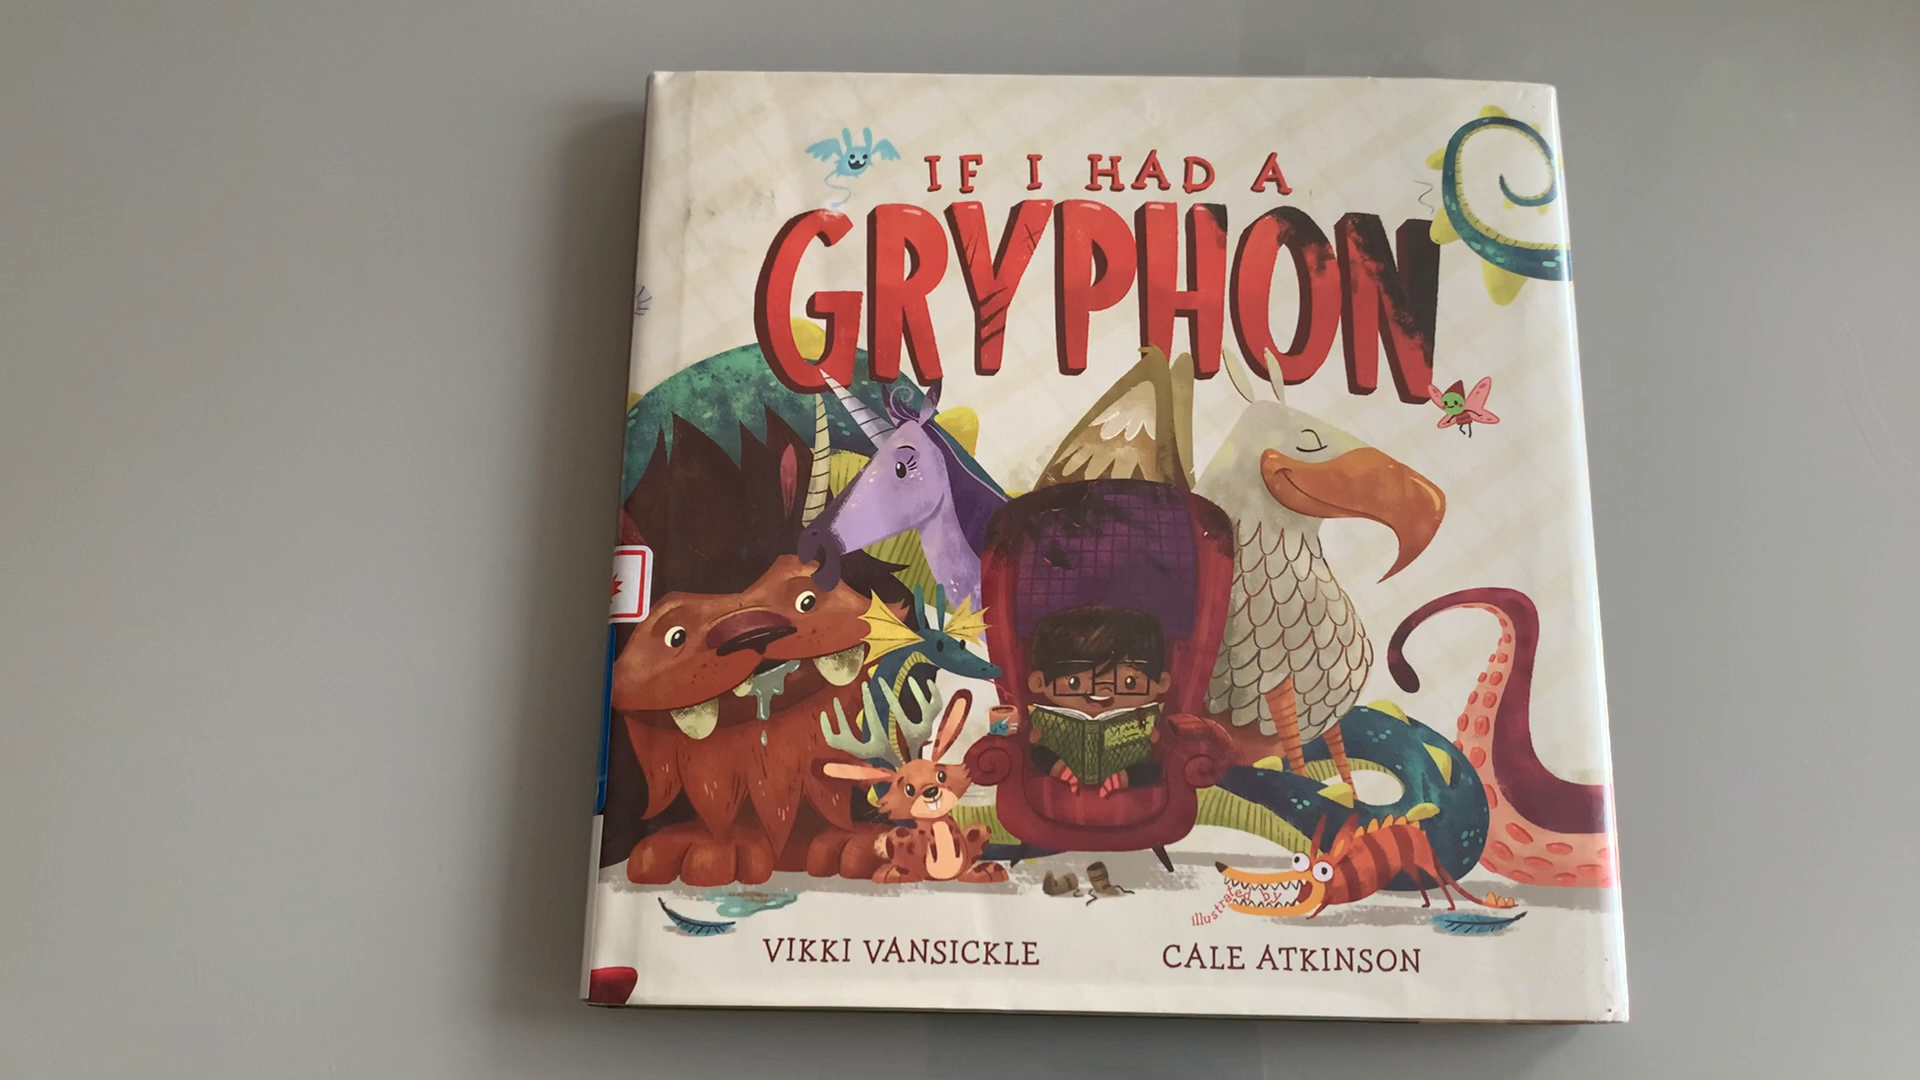 IF I HAD A
GRYPHON
illustrated by
VIKKI VANSICKLE
CALE ATKINSON